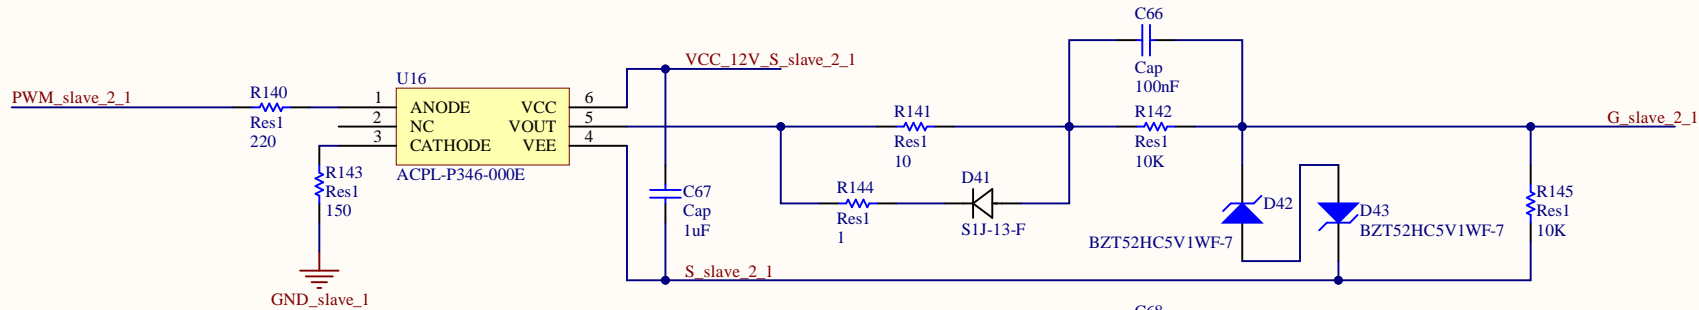 C66
Cap
100nF
VCC_12V_S_slave_2_1
U16
PWM_slave_2_1
R140
Res1
220
1
2
3
ANODE
NC
CATHODE
VCC
VOUT
VEE
6
5
4
ACPL-P346-000E
R141
Res1
10
R142
Res1
10K
G_slave_2_1
R143
Res1
150
C67
Cap
1uF
R144
Res1
1
D41
S1J-13-F
D42
BZT52HC5V1WF-7
D43
BZT52HC5V1WF-7
R145
Res1
10K
S_slave_2_1
GND_slave_1